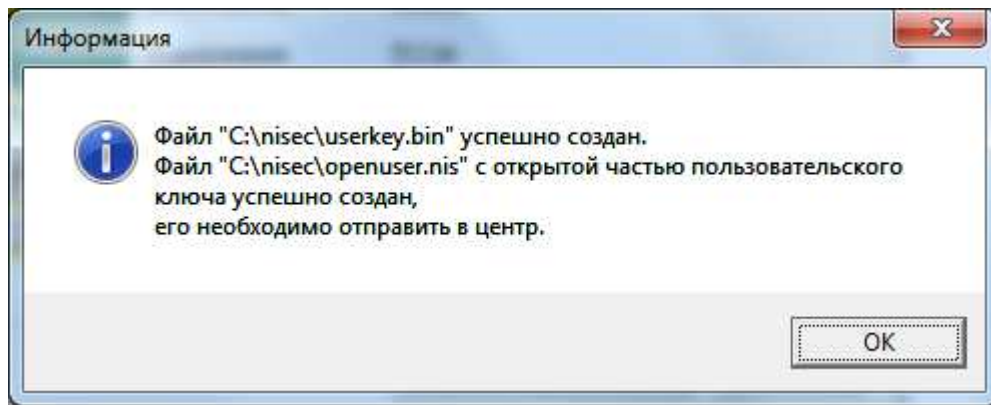 Информация
Файл "C:\nisec\userkey.bin" успешно создан.
Файл "C:\nisec\openuser.nis" с открытой частью пользовательского
ключа успешно создан,
его необходимо отправить в центр.
OK